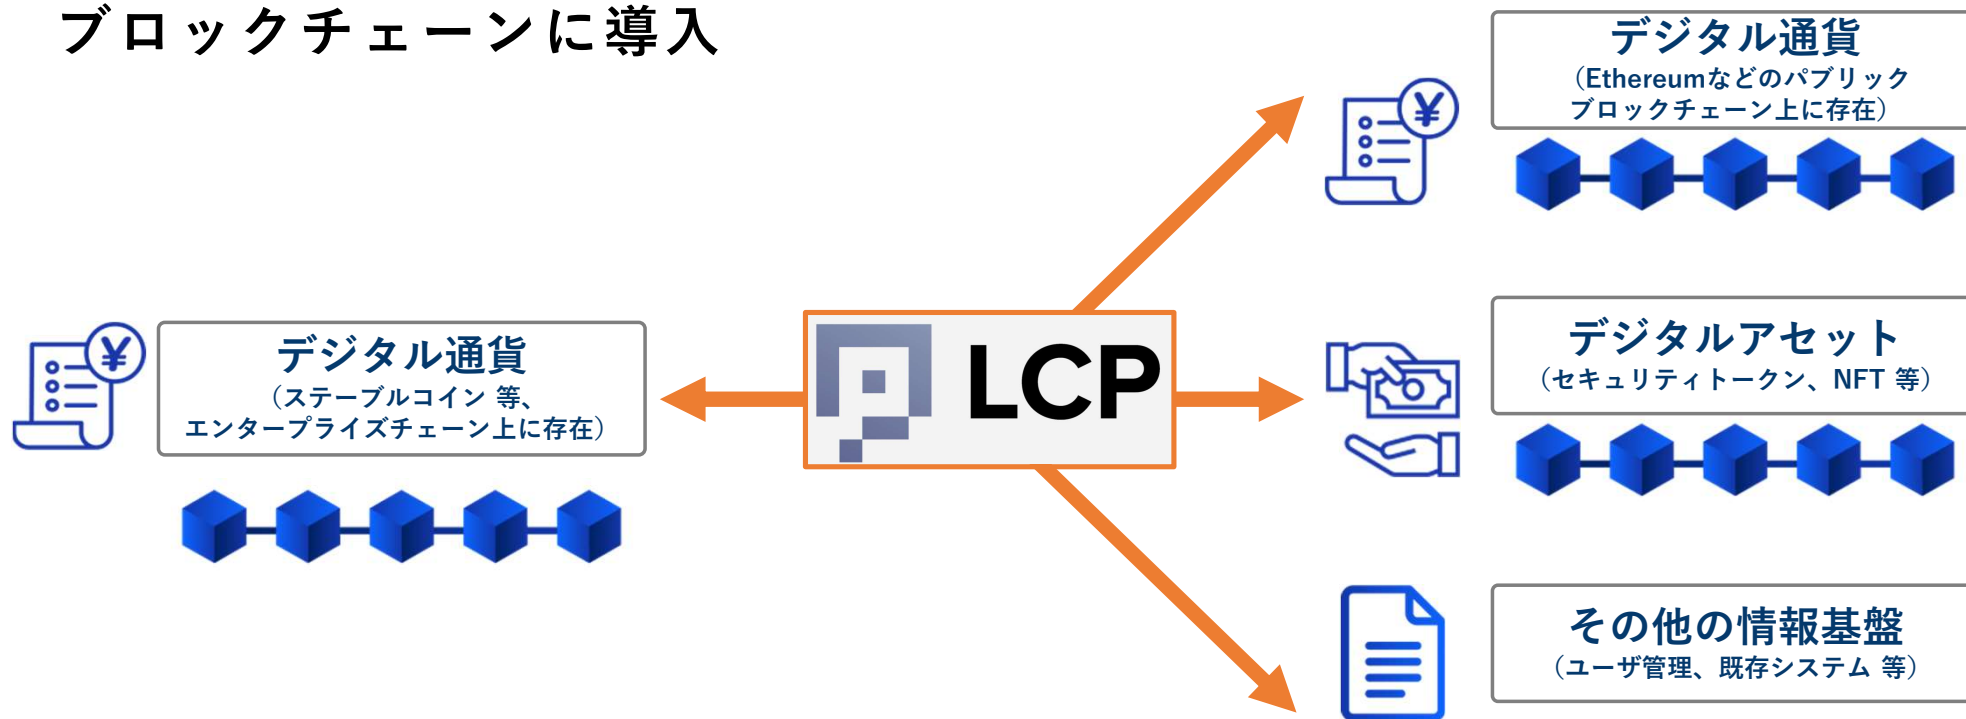 ブロックチェーンに導入
デジタル通貨
（Ethereumなどのパブリック
ブロックチェーン上に存在）
デジタル通貨
（ステーブルコイン 等、
エンタープライズチェーン上に存在）
LCP
デジタルアセット
（セキュリティトークン、NFT 等）
その他の情報基盤
（ユーザ管理、既存システム 等）